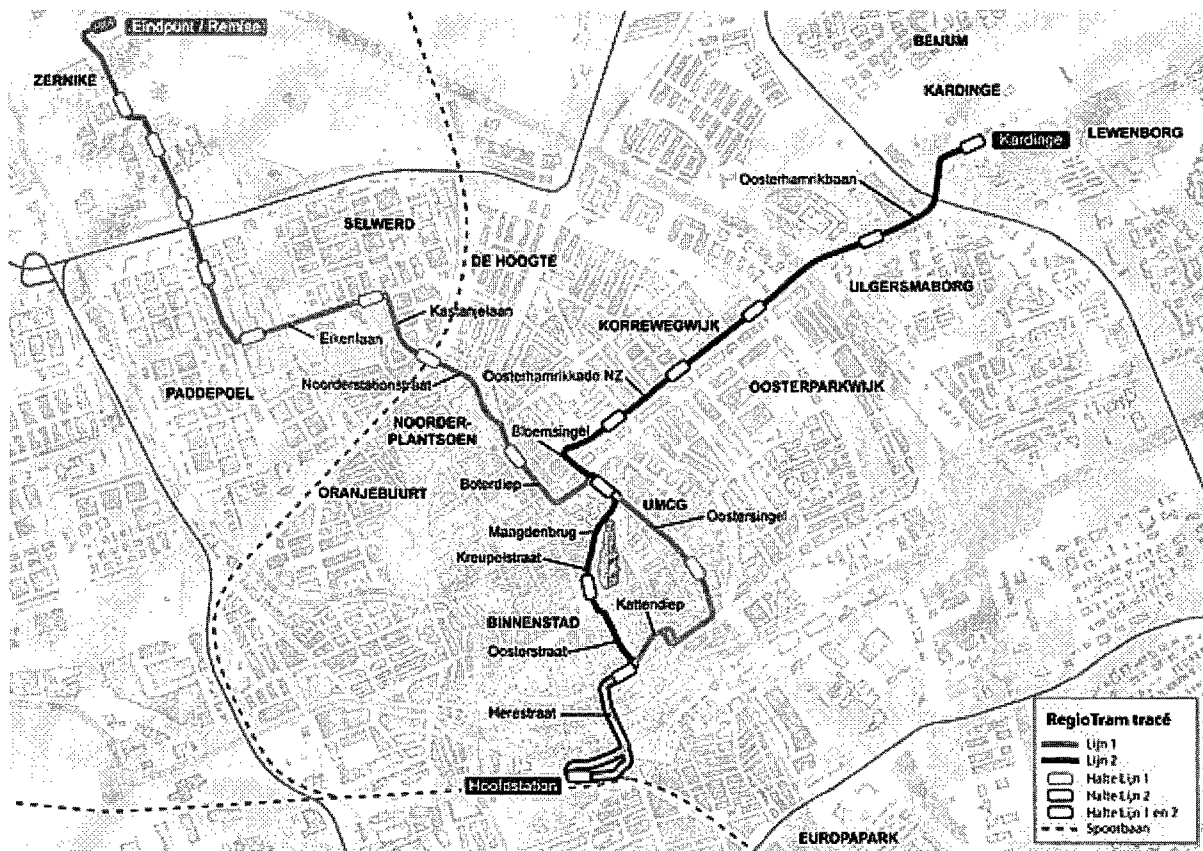 Eindpunt / Remise
ZERNIKE
BEIJUM
KARDINGE
LEWENBORG
Kardinge
Oosterhamrikbaan
SELWERD
DE HOOGTE
ULGERSMABORG
Kastanjelaan
KORREWEGWIJK
Eikenlaan
PADDEPOEL
Noorderstationstraat
Oosterhamrikkade NZ
OOSTERPARKWIJK
NOORDER-
PLANTSOEN
Bloemsingel
ORANJEBUURT
Boterdiep
UMCG
Oostersingel
Maagdenbrug
Kreupelstraat
Kattendiep
BINNENSTAD
Oosterstraat
Herestraat
Hoofdstation
EUROPAPARK
RegioTram tracé
Lijn 1
Lijn 2
Halte Lijn 1
Halte Lijn 2
Halte Lijn 1 en 2
Spoorbaan